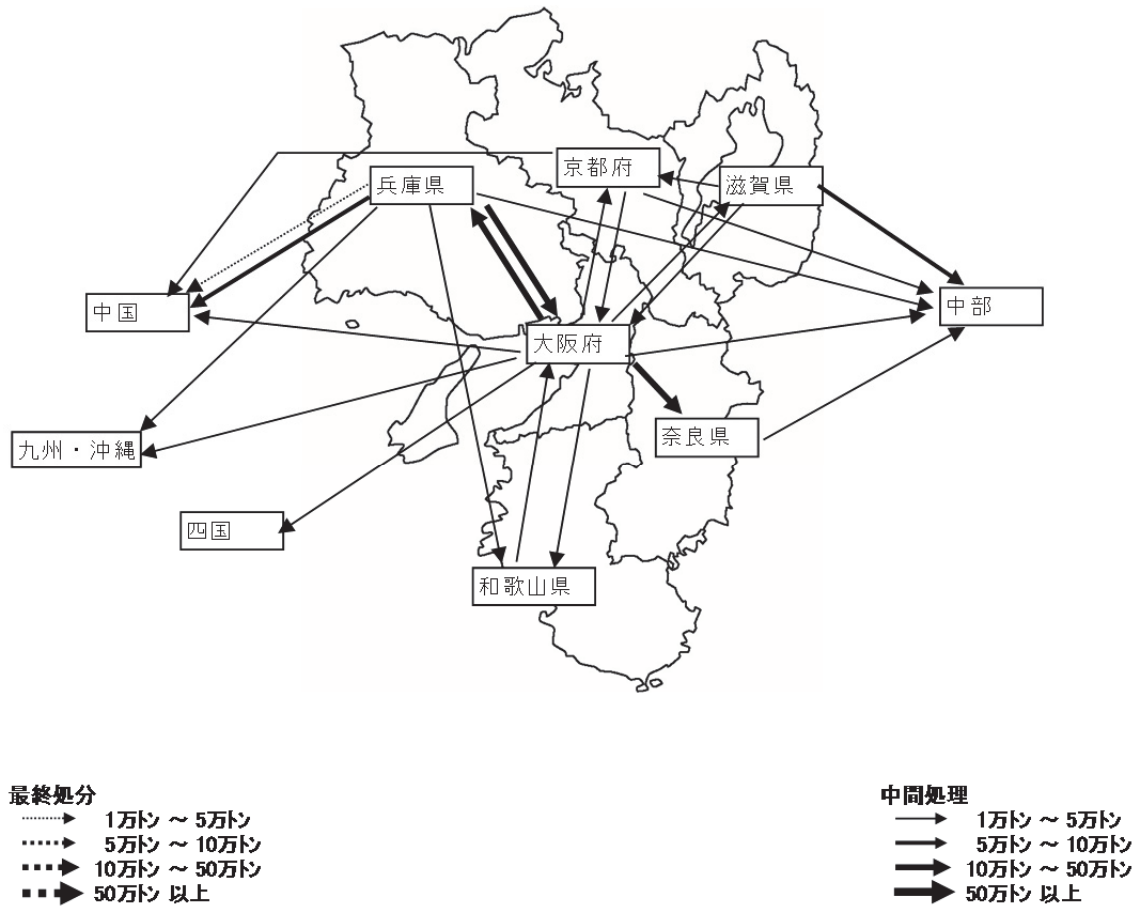 京都府
兵庫県
滋賀県
中国
中部
大阪府
奈良県
九州・沖縄
四国
和歌山県
最終処分
1万トン ～ 5万トン
5万トン ～ 10万トン
10万トン ～ 50万トン
50万トン 以上
中間処理
1万トン ～ 5万トン
5万トン ～ 10万トン
10万トン ～ 50万トン
50万トン 以上